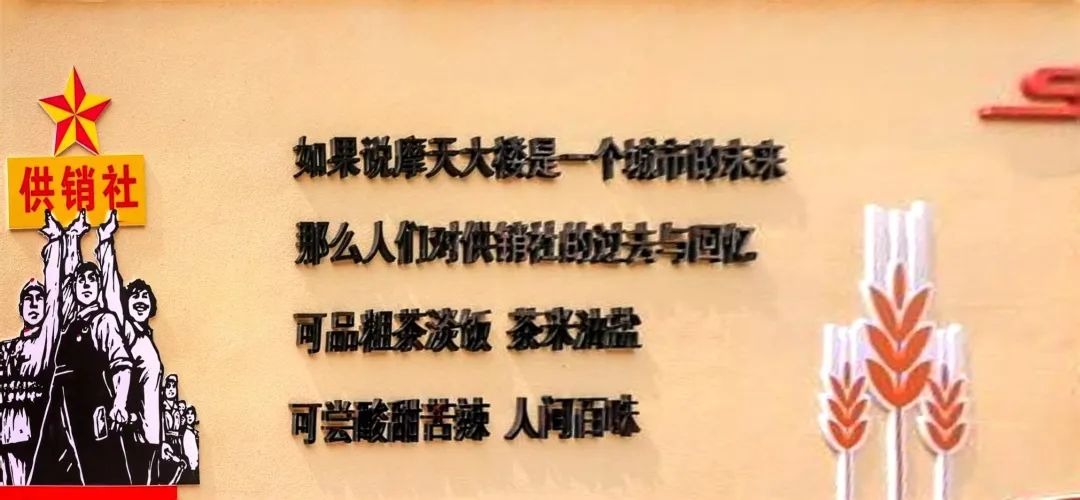 供销社
如果说摩天大楼是一个城市的未来
那么人们对供销社的过去与回忆
可品粗茶淡饭 茶米油盐
可尝酸甜苦辣 人间百味